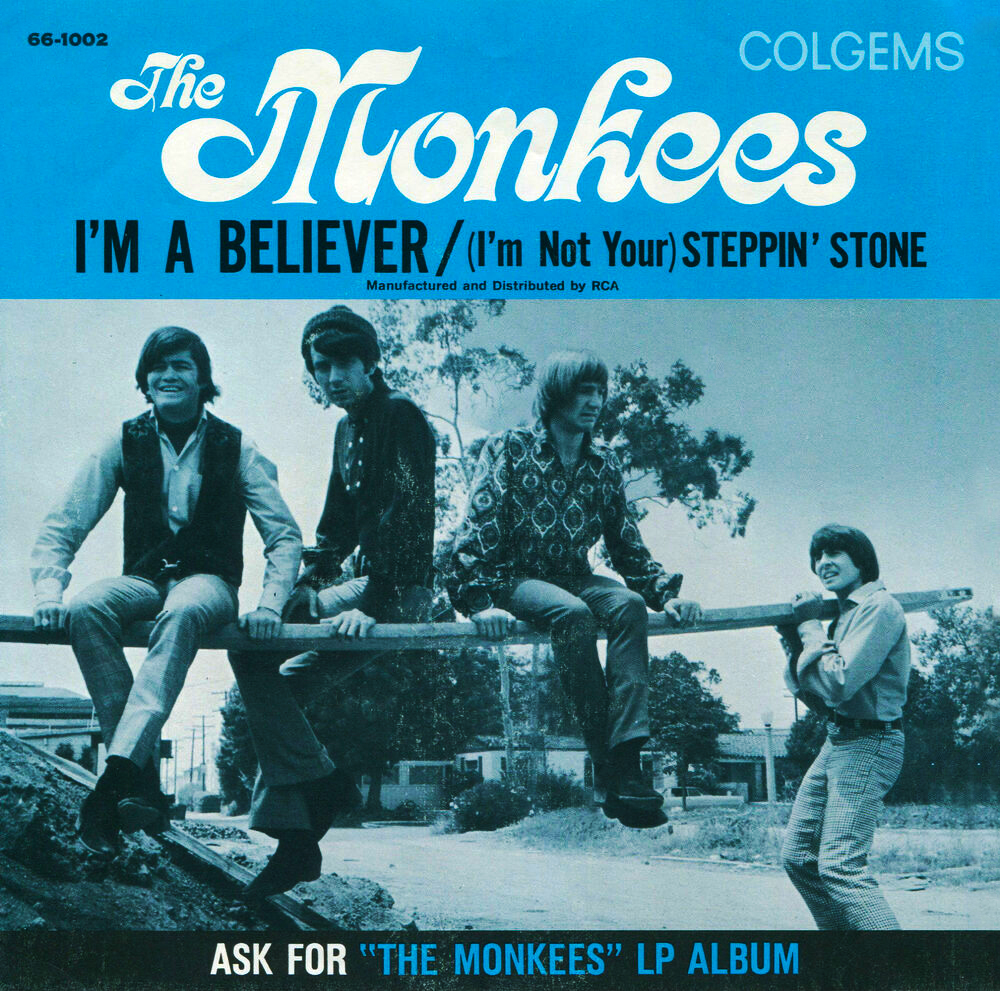 66-1002
COLGEMS
The Monkees
I'M A BELIEVER/(I'm Not Your) STEPPIN' STONE
Manufactured and Distributed by RCA
ASK FOR "THE MONKEES" LP ALBUM